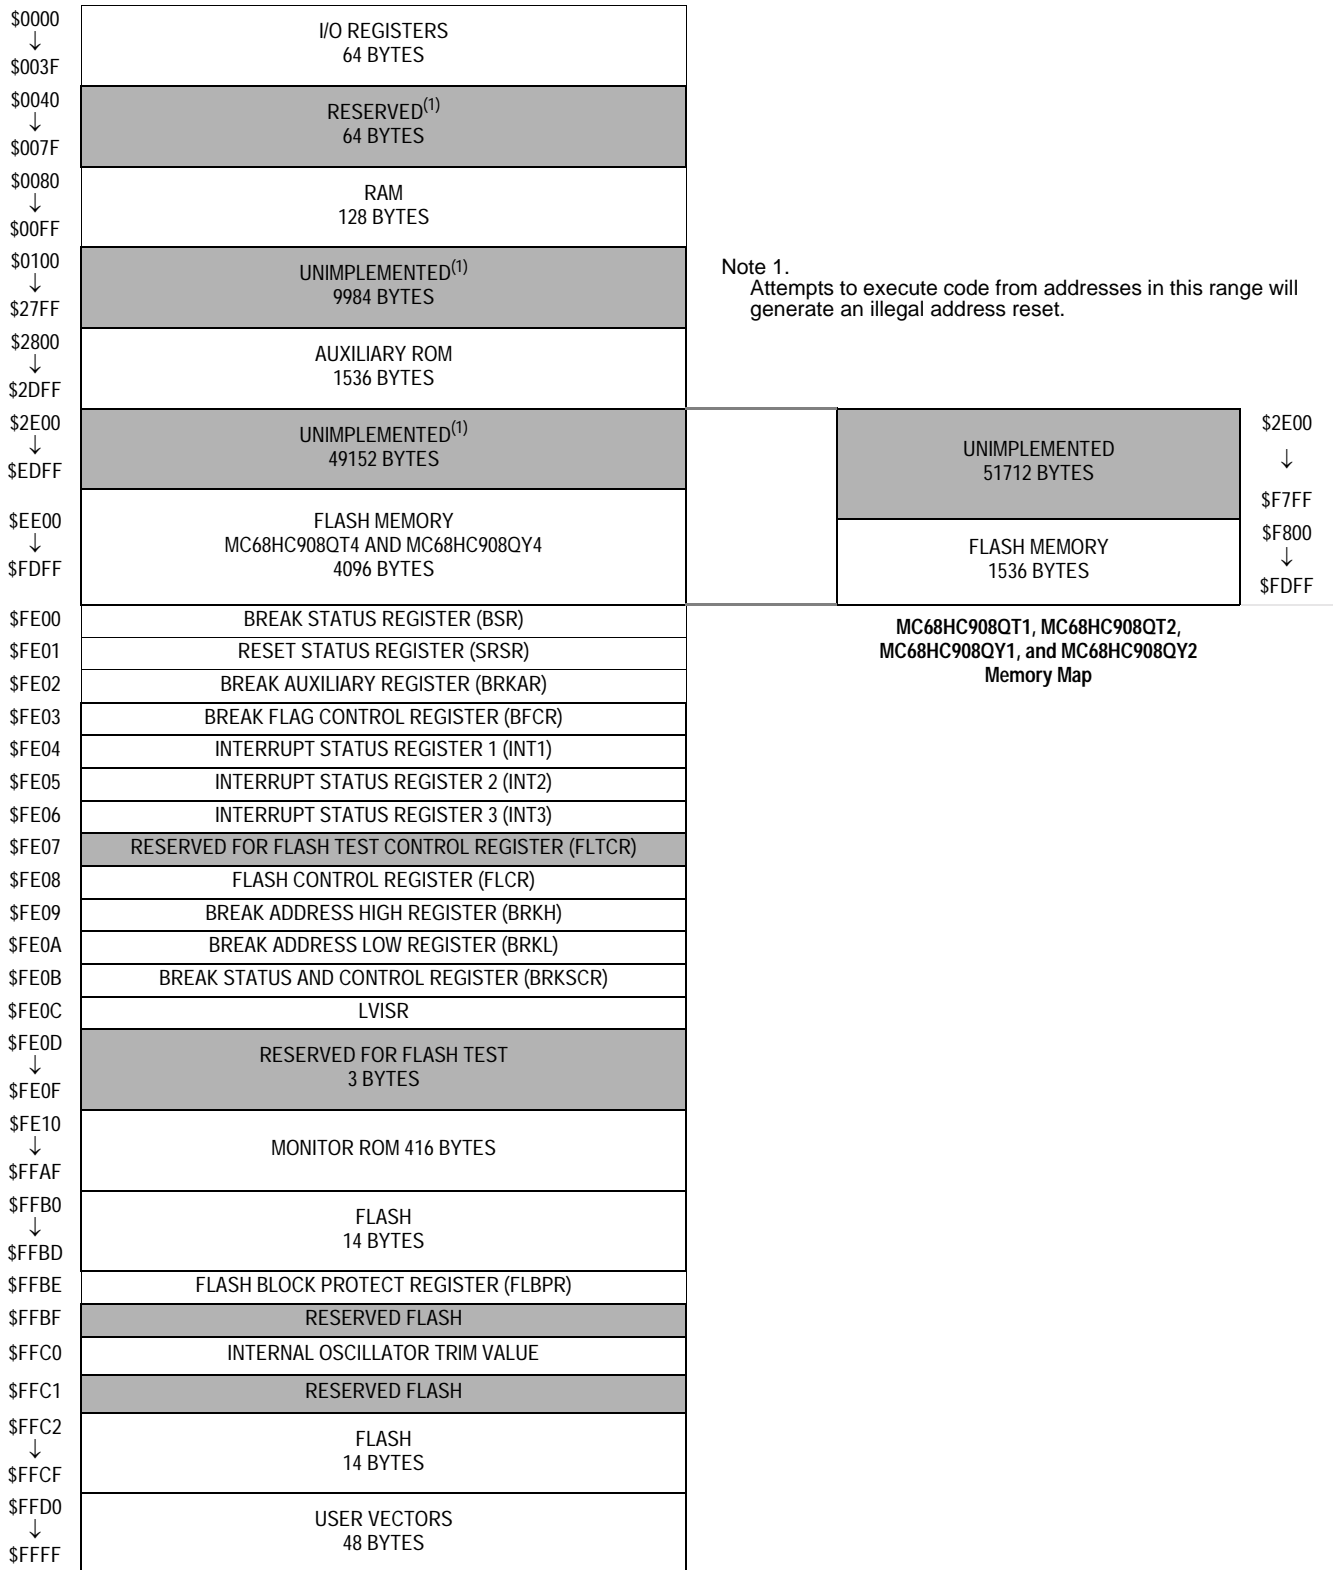 $0000
↓
$003F
I/O REGISTERS
64 BYTES
$0040
↓
$007F
RESERVED(1)
64 BYTES
$0080
↓
$00FF
RAM
128 BYTES
$0100
↓
$27FF
UNIMPLEMENTED(1)
9984 BYTES
Note 1.
Attempts to execute code from addresses in this range will
generate an illegal address reset.
$2800
↓
$2DFF
AUXILIARY ROM
1536 BYTES
$2E00
↓
$EDFF
UNIMPLEMENTED(1)
49152 BYTES
UNIMPLEMENTED
51712 BYTES
$2E00
↓
$F7FF
$EE00
↓
$FDFF
FLASH MEMORY
MC68HC908QT4 AND MC68HC908QY4
4096 BYTES
FLASH MEMORY
1536 BYTES
$F800
↓
$FDFF
MC68HC908QT1, MC68HC908QT2,
MC68HC908QY1, and MC68HC908QY2
Memory Map
$FE00 BREAK STATUS REGISTER (BSR)
$FE01 RESET STATUS REGISTER (SRSR)
$FE02 BREAK AUXILIARY REGISTER (BRKAR)
$FE03 BREAK FLAG CONTROL REGISTER (BFCR)
$FE04 INTERRUPT STATUS REGISTER 1 (INT1)
$FE05 INTERRUPT STATUS REGISTER 2 (INT2)
$FE06 INTERRUPT STATUS REGISTER 3 (INT3)
$FE07 RESERVED FOR FLASH TEST CONTROL REGISTER (FLTCR)
$FE08 FLASH CONTROL REGISTER (FLCR)
$FE09 BREAK ADDRESS HIGH REGISTER (BRKH)
$FE0A BREAK ADDRESS LOW REGISTER (BRKL)
$FE0B BREAK STATUS AND CONTROL REGISTER (BRKSCR)
$FE0C LVISR
$FE0D
↓
$FE0F
RESERVED FOR FLASH TEST
3 BYTES
$FE10
↓
$FFAF
MONITOR ROM 416 BYTES
$FFB0
↓
$FFBD
FLASH
14 BYTES
$FFBE FLASH BLOCK PROTECT REGISTER (FLBPR)
$FFBF RESERVED FLASH
$FFC0 INTERNAL OSCILLATOR TRIM VALUE
$FFC1 RESERVED FLASH
$FFC2
↓
$FFCF
FLASH
14 BYTES
$FFD0
↓
$FFFF
USER VECTORS
48 BYTES